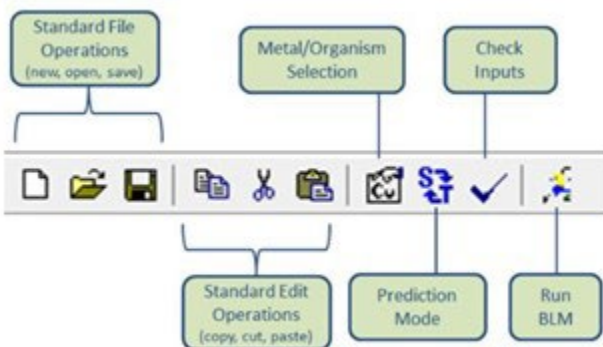 Standard File
Operations
(new, open, save)
Metal/Organism
Selection
Check
Inputs
Cu
S
T
Standard Edit
Operations
(copy, cut, paste)
Prediction
Mode
Run
BLM